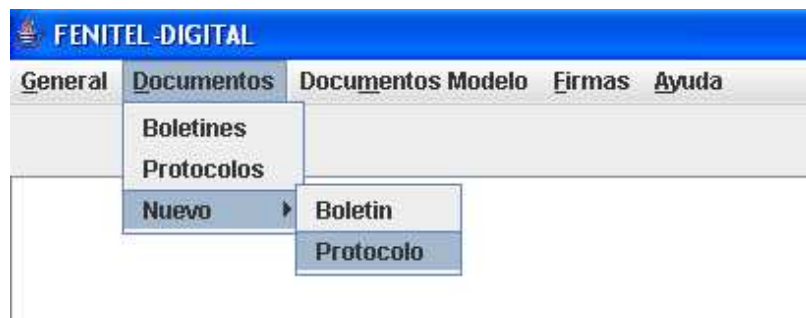 FENITEL-DIGITAL
General Documentos Documentos Modelo Firmas Ayuda
Boletines
Protocolos
Nuevo Boletin
Protocolo